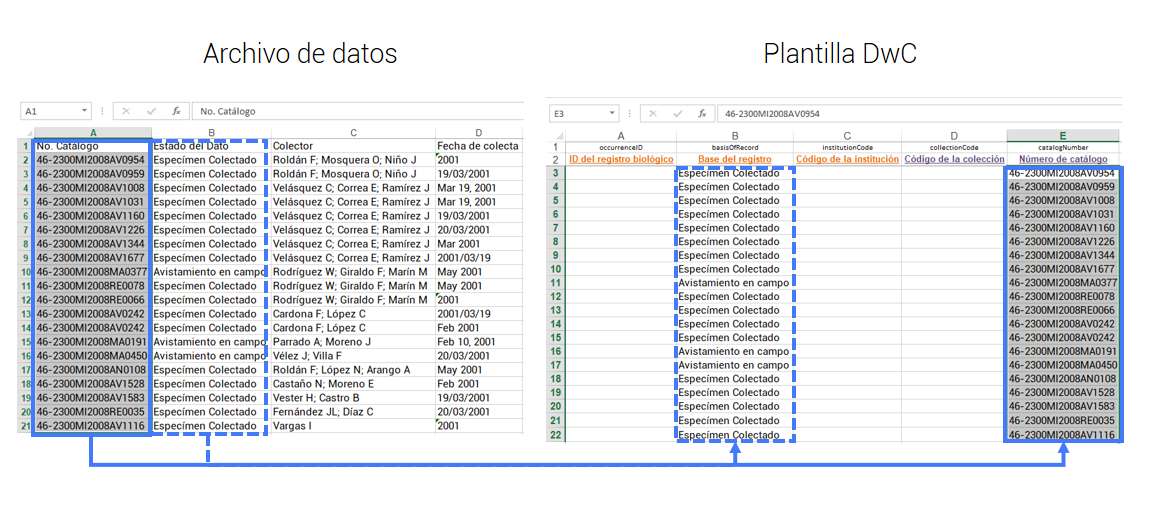 Archivo de datos
Plantilla DwC
A1 fx No. Catálogo
A B C D
1 No. Catálogo Estado del Dato Colector Fecha de colecta
2 46-2300MI2008AV0954 Especímen Colectado Roldán F; Mosquera O; Niño J 2001
3 46-2300MI2008AV0959 Especímen Colectado Roldán F; Mosquera O; Niño J 19/03/2001
4 46-2300MI2008AV1008 Especímen Colectado Velásquez C; Correa E; Ramírez J Mar 19, 2001
5 46-2300MI2008AV1031 Especímen Colectado Velásquez C; Correa E; Ramírez J Mar 19, 2001
6 46-2300MI2008AV1160 Especímen Colectado Velásquez C; Correa E; Ramírez J 19/03/2001
7 46-2300MI2008AV1226 Especímen Colectado Velásquez C; Correa E; Ramírez J 20/03/2001
8 46-2300MI2008AV1344 Especímen Colectado Velásquez C; Correa E; Ramírez J Mar 2001
9 46-2300MI2008AV1677 Especímen Colectado Velásquez C; Correa E; Ramírez J 2001/03/19
10 46-2300MI2008MA0377 Avistamiento en campo Rodríguez W; Giraldo F; Marín M May 2001
11 46-2300MI2008RE0078 Especímen Colectado Rodríguez W; Giraldo F; Marín M May 2001
12 46-2300MI2008RE0066 Especímen Colectado Rodríguez W; Giraldo F; Marín M 2001
13 46-2300MI2008AV0242 Especímen Colectado Cardona F; López C 2001/03/19
14 46-2300MI2008AV0242 Especímen Colectado Cardona F; López C Feb 2001
15 46-2300MI2008MA0191 Avistamiento en campo Parrado A; Moreno J Feb 10, 2001
16 46-2300MI2008MA0450 Avistamiento en campo Vélez J; Villa F 20/03/2001
17 46-2300MI2008AN0108 Especímen Colectado Roldán F; López N; Arango A May 2001
18 46-2300MI2008AV1528 Especímen Colectado Castaño N; Moreno E Feb 2001
19 46-2300MI2008AV1583 Especímen Colectado Vester H; Castro B 19/03/2001
20 46-2300MI2008RE0035 Especímen Colectado Fernández JL; Díaz C 20/03/2001
21 46-2300MI2008AV1116 Especímen Colectado Vargas I 2001
E3 fx 46-2300MI2008AV0954
A B C D E
1 occurrenceID basisOfRecord institutionCode collectionCode catalogNumber
2 ID del registro biológico Base del registro Código de la institución Código de la colección Número de catálogo
3 Especímen Colectado 46-2300MI2008AV0954
4 Especímen Colectado 46-2300MI2008AV0959
5 Especímen Colectado 46-2300MI2008AV1008
6 Especímen Colectado 46-2300MI2008AV1031
7 Especímen Colectado 46-2300MI2008AV1160
8 Especímen Colectado 46-2300MI2008AV1226
9 Especímen Colectado 46-2300MI2008AV1344
10 Especímen Colectado 46-2300MI2008AV1677
11 Avistamiento en campo 46-2300MI2008MA0377
12 Especímen Colectado 46-2300MI2008RE0078
13 Especímen Colectado 46-2300MI2008RE0066
14 Especímen Colectado 46-2300MI2008AV0242
15 Especímen Colectado 46-2300MI2008AV0242
16 Avistamiento en campo 46-2300MI2008MA0191
17 Avistamiento en campo 46-2300MI2008MA0450
18 Especímen Colectado 46-2300MI2008AN0108
19 Especímen Colectado 46-2300MI2008AV1528
20 Especímen Colectado 46-2300MI2008AV1583
21 Especímen Colectado 46-2300MI2008RE0035
22 Especímen Colectado 46-2300MI2008AV1116